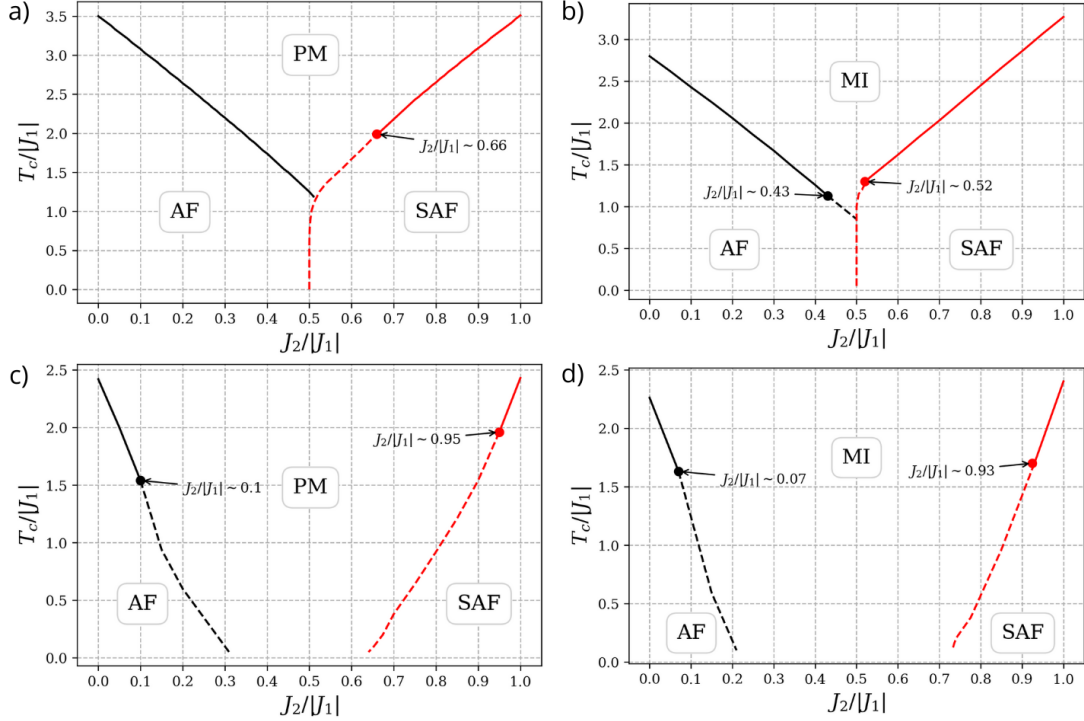 a)
3.5
3.0
2.5
2.0
1.5
1.0
0.5
0.0
T_c/|J_1|
PM
AF
SAF
J_2/|J_1| ~ 0.66
0.0 0.1 0.2 0.3 0.4 0.5 0.6 0.7 0.8 0.9 1.0
J_2/|J_1|
b)
3.0
2.5
2.0
1.5
1.0
0.5
0.0
T_c/|J_1|
MI
AF
SAF
J_2/|J_1| ~ 0.43
J_2/|J_1| ~ 0.52
0.0 0.1 0.2 0.3 0.4 0.5 0.6 0.7 0.8 0.9 1.0
J_2/|J_1|
c)
2.5
2.0
1.5
1.0
0.5
0.0
T_c/|J_1|
J_2/|J_1| ~ 0.95
J_2/|J_1| ~ 0.1
PM
AF
SAF
0.0 0.1 0.2 0.3 0.4 0.5 0.6 0.7 0.8 0.9 1.0
J_2/|J_1|
d)
2.5
2.0
1.5
1.0
0.5
0.0
T_c/|J_1|
MI
J_2/|J_1| ~ 0.07
J_2/|J_1| ~ 0.93
AF
SAF
0.0 0.1 0.2 0.3 0.4 0.5 0.6 0.7 0.8 0.9 1.0
J_2/|J_1|